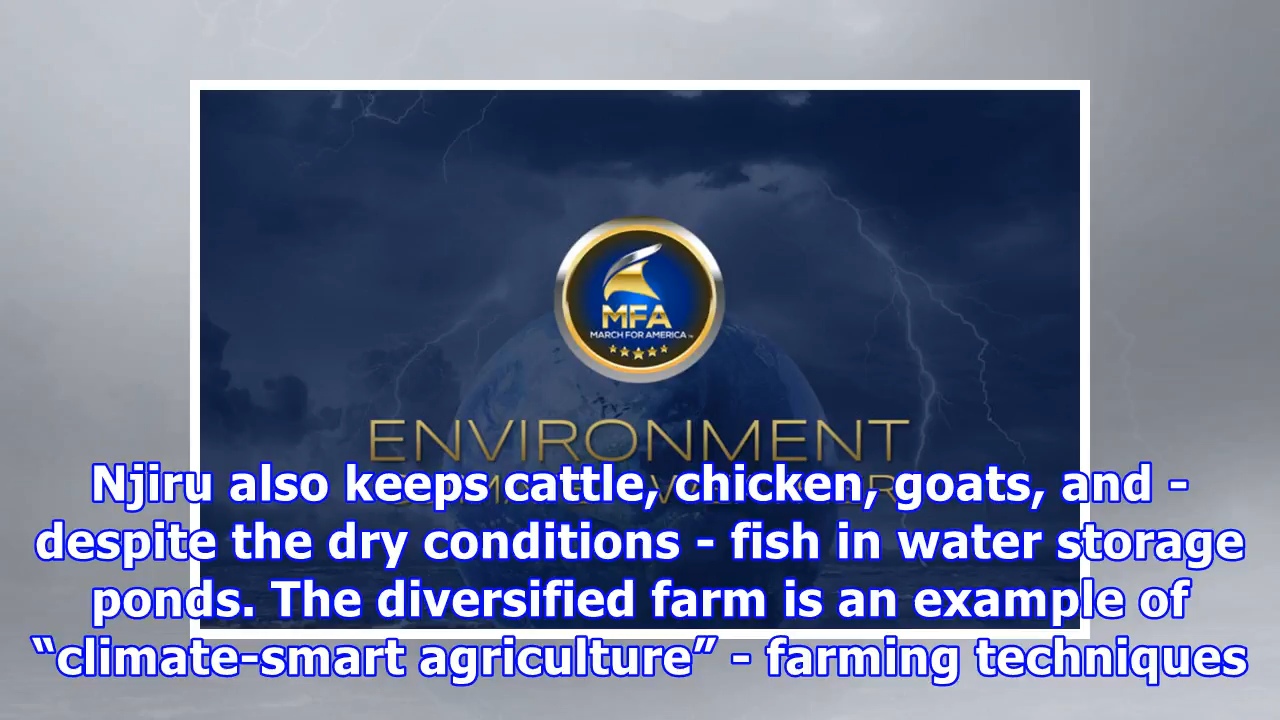 MFA
MARCH FOR AMERICA™
ENVIRONMENT
Njiru also keeps cattle, chicken, goats, and -
despite the dry conditions - fish in water storage
ponds. The diversified farm is an example of
“climate-smart agriculture” - farming techniques